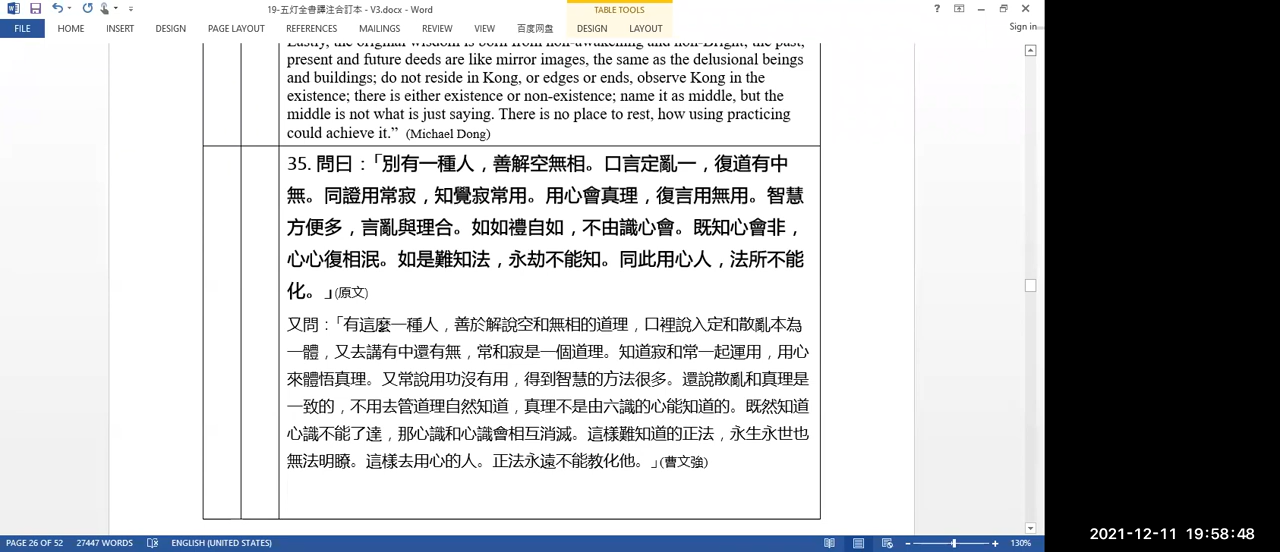 19-五灯全書譯注合訂本 - V3.docx - Word
TABLE TOOLS
Sign in
FILE HOME INSERT DESIGN PAGE LAYOUT REFERENCES MAILINGS REVIEW VIEW 百度网盘 DESIGN LAYOUT
Lastly, the original wisdom is born from non-awakening and non-Bright, the past,
present and future deeds are like mirror images, the same as the delusional beings
and buildings; do not reside in Kong, or edges or ends, observe Kong in the
existence; there is either existence or non-existence; name it as middle, but the
middle is not what is just saying. There is no place to rest, how using practicing
could achieve it.” (Michael Dong)
35. 問曰：「別有一種人，善解空無相。口言定亂一，復道有中
無。同證用常寂，知覺寂常用。用心會真理，復言用無用。智慧
方便多，言亂與理合。如如禮自如，不由識心會。既知心會非，
心心復相泯。如是難知法，永劫不能知。同此用心人，法所不能
化。」(原文)
又問：「有這麼一種人，善於解說空和無相的道理，口裡說入定和散亂本為
一體，又去講有中還有無，常和寂是一個道理。知道寂和常一起運用，用心
來體悟真理。又常說用功沒有用，得到智慧的方法很多。還說散亂和真理是
一致的，不用去管道理自然知道，真理不是由六識的心能知道的。既然知道
心識不能了達，那心識和心識會相互消滅。這樣難知道的正法，永生永世也
無法明瞭。這樣去用心的人。正法永遠不能教化他。」(曹文強)
PAGE 26 OF 52 27447 WORDS ENGLISH (UNITED STATES) 130%
2021-12-11 19:58:48